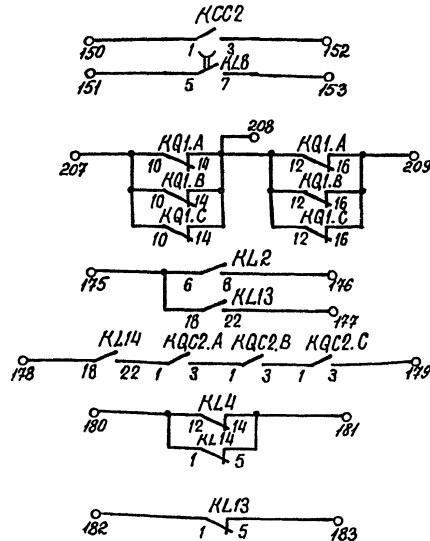 KCC2
150 1 3 152
KL8
151 5 7 153
208
KQ1.A KQ1.A
207 10 14 12 16 209
KQ1.B KQ1.B
10 14 12 16
KQ1.C KQ1.C
10 14 12 16
KL2
175 6 8 176
KL13
18 22 177
KL14 KQC2.A KQC2.B KQC2.C
178 18 22 1 3 1 3 1 3 179
KL4
180 12 14 181
KL14
1 5
KL13
182 1 5 183